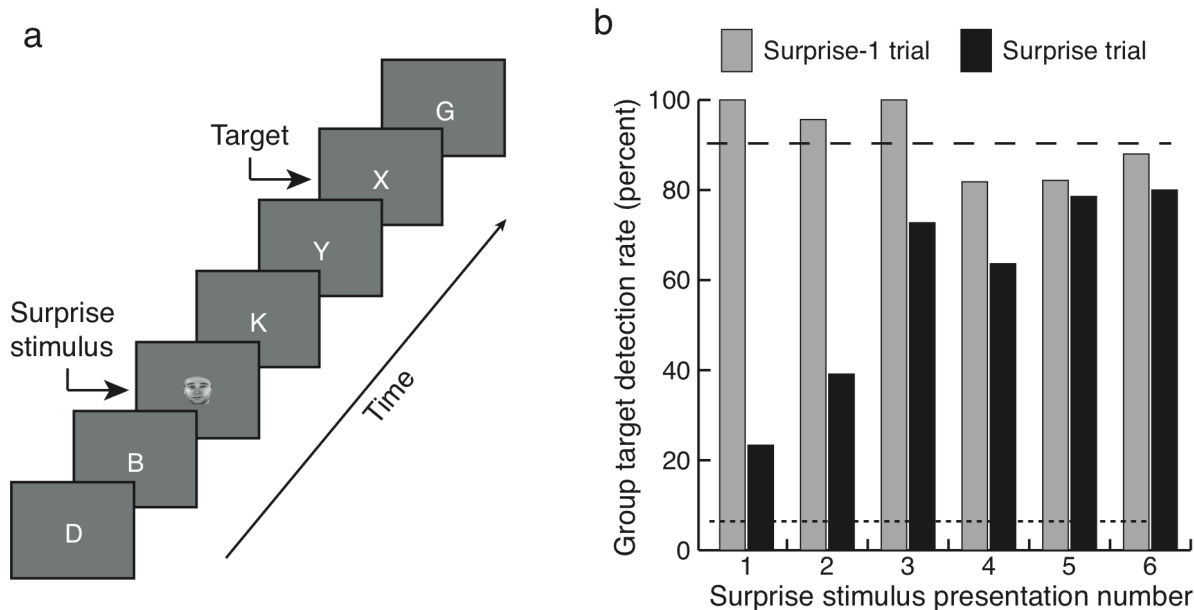 a
G
Target
X
Y
K
Surprise
stimulus
B
D
Time
b
Surprise-1 trial
Surprise trial
Group target detection rate (percent)
100
80
60
40
20
0
1 2 3 4 5 6
Surprise stimulus presentation number